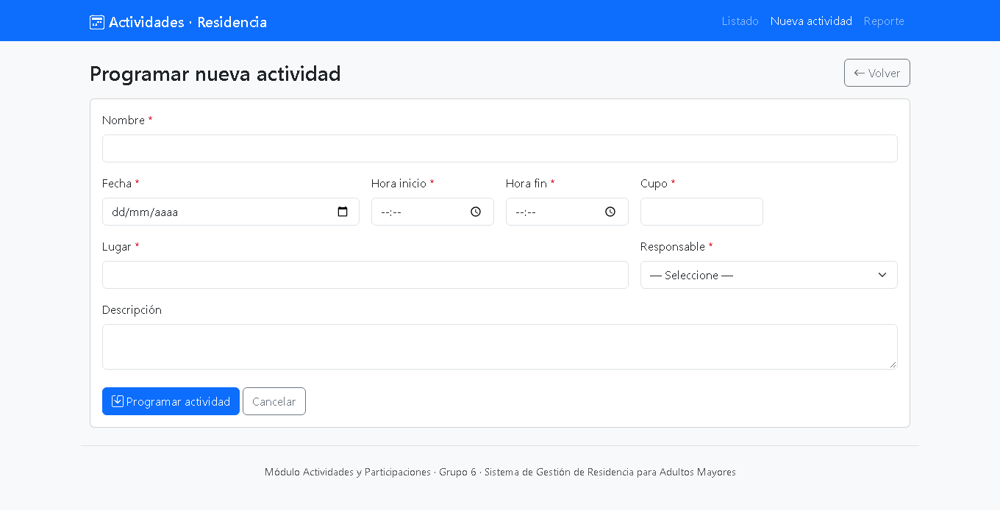 Actividades · Residencia
Listado Nueva actividad Reporte
Programar nueva actividad
← Volver
Nombre *
Fecha * Hora inicio * Hora fin * Cupo *
dd/mm/aaaa --:-- --:--
Lugar * Responsable *
— Seleccione —
Descripción
Programar actividad Cancelar
Módulo Actividades y Participaciones · Grupo 6 · Sistema de Gestión de Residencia para Adultos Mayores